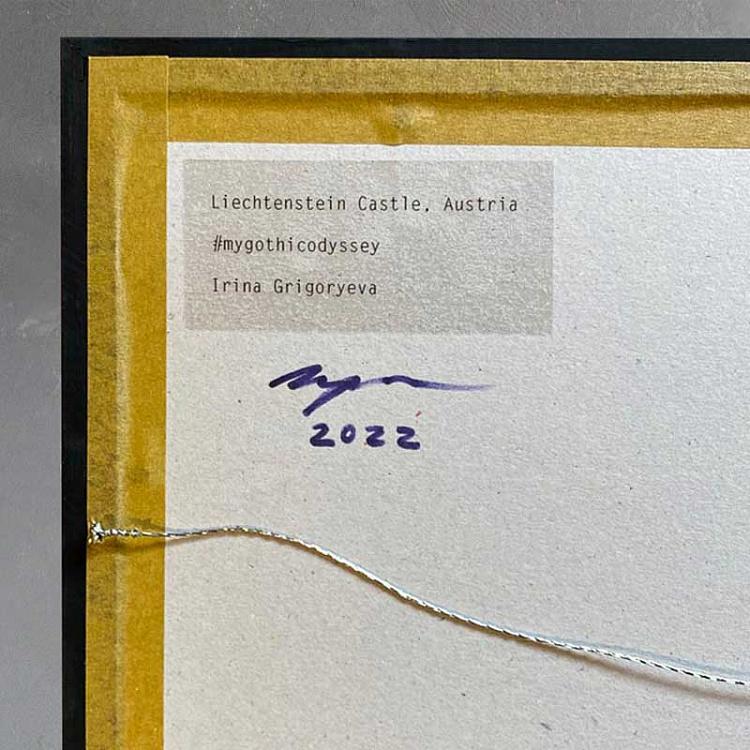 Liechtenstein Castle, Austria
#mygothicodyssey
Irina Grigoryeva
2022